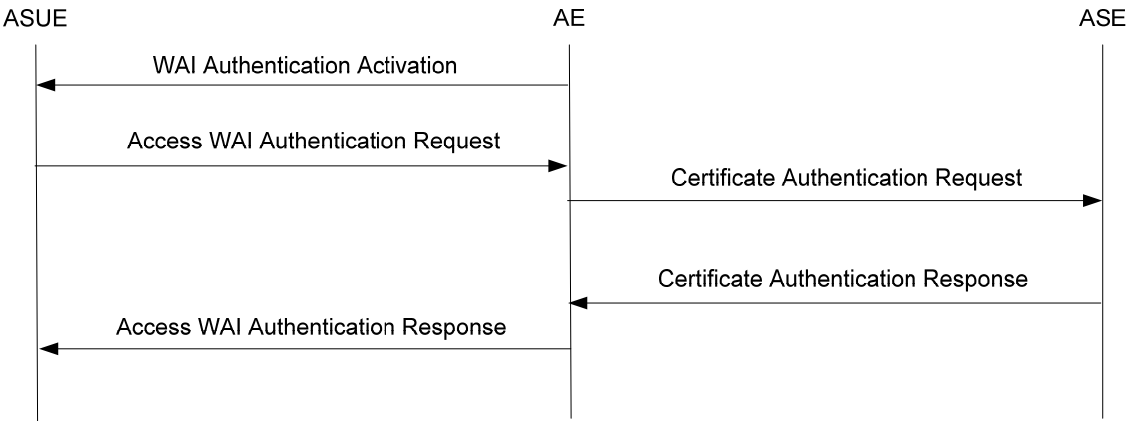 ASUE AE ASE
WAI Authentication Activation
Access WAI Authentication Request
Certificate Authentication Request
Certificate Authentication Response
Access WAI Authentication Response